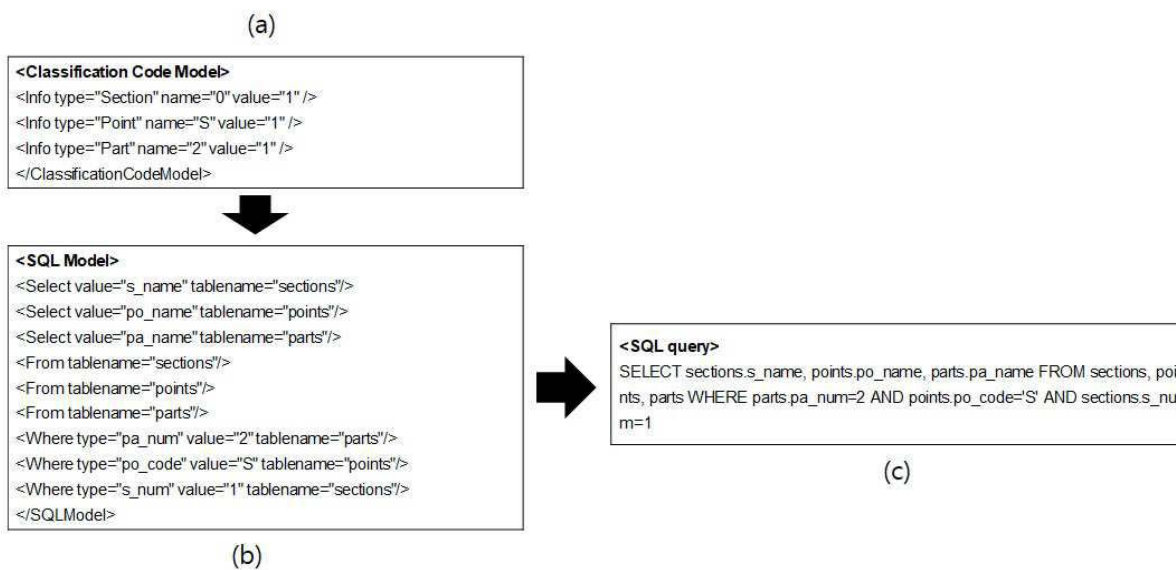 (a)
<Classification Code Model>
<Info type="Section" name="0" value="1" />
<Info type="Point" name="S" value="1" />
<Info type="Part" name="2" value="1" />
</ClassificationCodeModel>
<SQL Model>
<Select value="s_name" tablename="sections"/>
<Select value="po_name" tablename="points"/>
<Select value="pa_name" tablename="parts"/>
<From tablename="sections"/>
<From tablename="points"/>
<From tablename="parts"/>
<Where type="pa_num" value="2" tablename="parts"/>
<Where type="po_code" value="S" tablename="points"/>
<Where type="s_num" value="1" tablename="sections"/>
</SQLModel>
(b)
<SQL query>
SELECT sections.s_name, points.po_name, parts.pa_name FROM sections, poi
nts, parts WHERE parts.pa_num=2 AND points.po_code='S' AND sections.s_nu
m=1
(c)